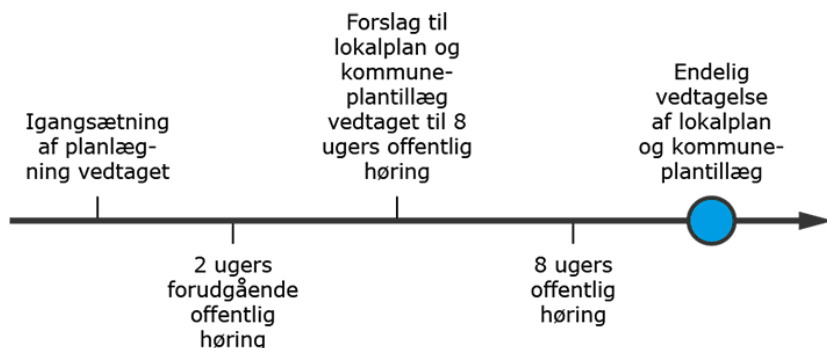 Igangsætning
af planlæg-
ning vedtaget
2 ugers
forudgående
offentlig
høring
Forslag til
lokalplan og
kommune-
plantillæg
vedtaget til 8
ugers offentlig
høring
8 ugers
offentlig
høring
Endelig
vedtagelse
af lokalplan
og kommune-
plantillæg